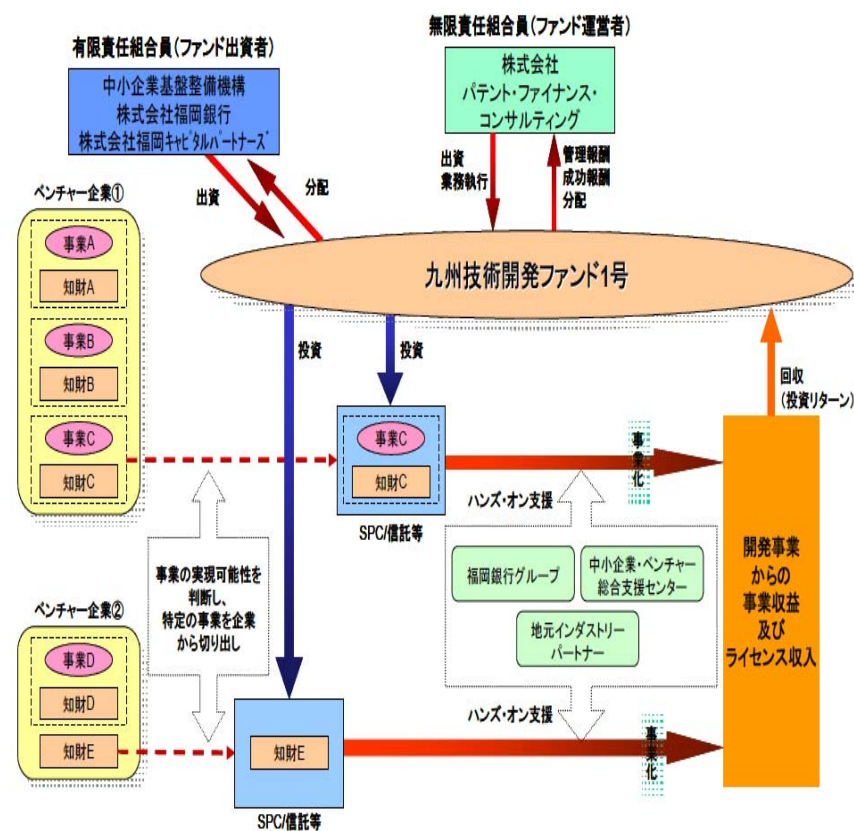 有限責任組合員(ファンド出資者)
中小企業基盤整備機構
株式会社福岡銀行
株式会社福岡キャピタルパートナーズ
無限責任組合員(ファンド運営者)
株式会社
パテント・ファイナンス・
コンサルティング
出資
分配
出資
業務執行
管理報酬
成功報酬
分配
九州技術開発ファンド1号
ベンチャー企業①
事業A
知財A
事業B
知財B
事業C
知財C
投資
投資
事業C
知財C
SPC/信託等
回収
(投資リターン)
事業化
ハンズ・オン支援
福岡銀行グループ
中小企業・ベンチャー
総合支援センター
地元インダストリー
パートナー
ハンズ・オン支援
事業化
事業の実現可能性を
判断し、
特定の事業を企業
から切り出し
開発事業
からの
事業収益
及び
ライセンス収入
ベンチャー企業②
事業D
知財D
知財E
知財E
SPC/信託等